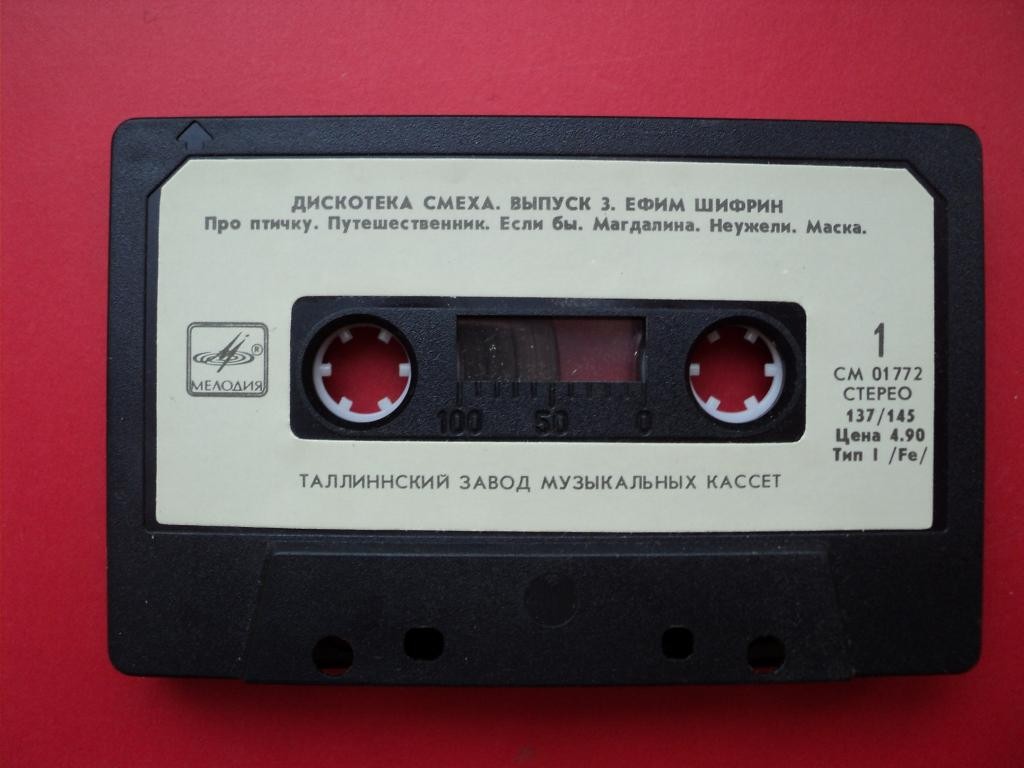 ДИСКОТЕКА СМЕХА. ВЫПУСК 3. ЕФИМ ШИФРИН
Про птичку. Путешественник. Если бы. Магдалина. Неужели. Маска.
МЕЛОДИЯ ®
100 50 0
1
СМ 01772
СТЕРЕО
137/145
Цена 4.90
Тип I /Fe/
ТАЛЛИННСКИЙ ЗАВОД МУЗЫКАЛЬНЫХ КАССЕТ